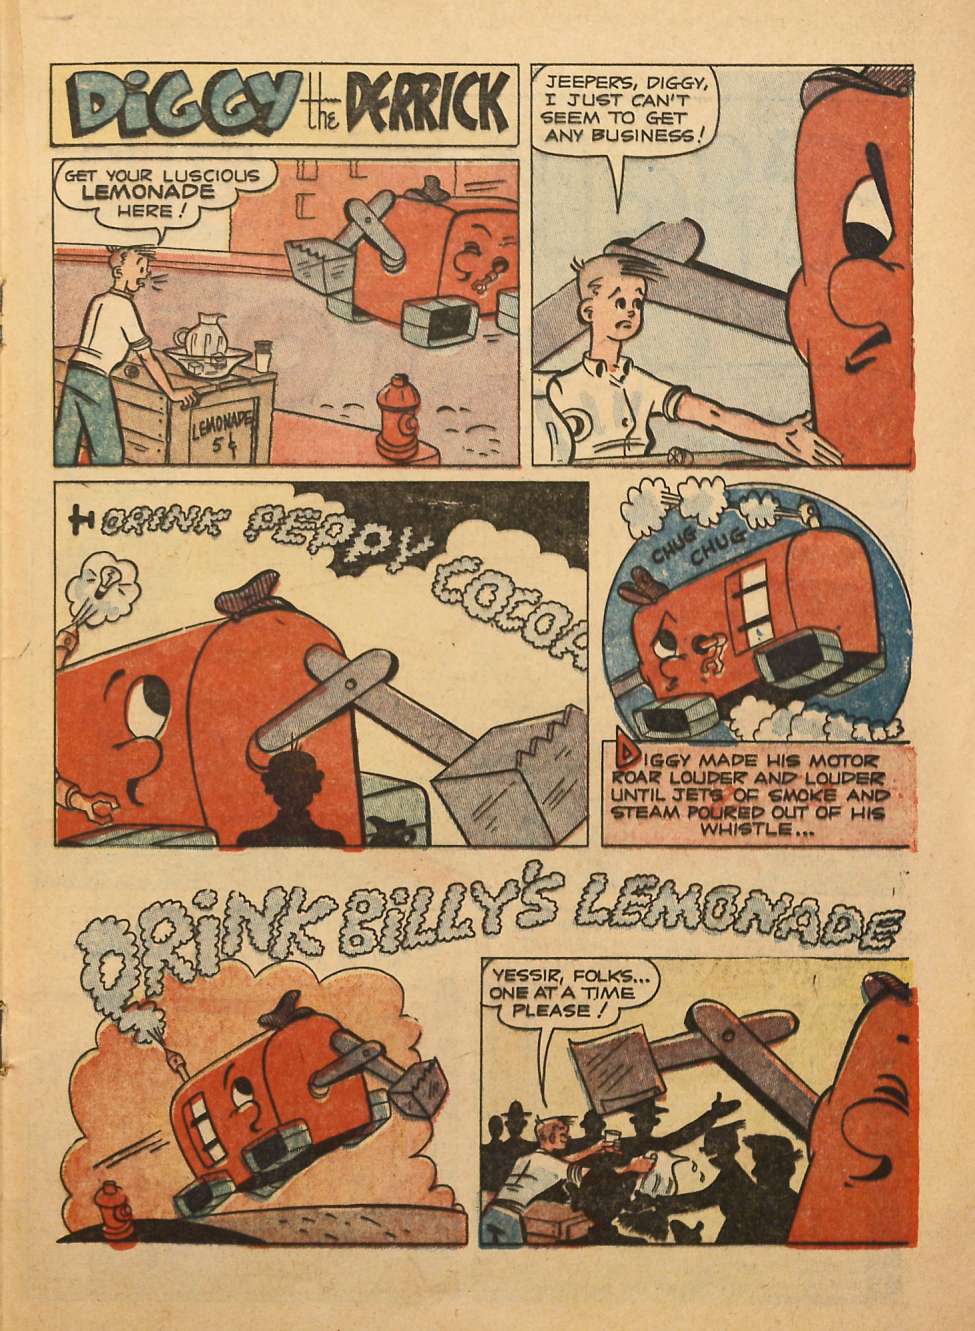 DiGGY the DERRICK
GET YOUR LUSCIOUS
LEMONADE
HERE!
LEMONADE
5¢
JEEPERS, DIGGY,
I JUST CAN'T
SEEM TO GET
ANY BUSINESS!
DRINK PEPPY
COCOA
CHUG
CHUG
DIGGY MADE HIS MOTOR
ROAR LOUDER AND LOUDER
UNTIL JETS OF SMOKE AND
STEAM POURED OUT OF HIS
WHISTLE...
DRiNK BiLLY'S LEMONADE
YESSIR, FOLKS...
ONE AT A TIME
PLEASE!